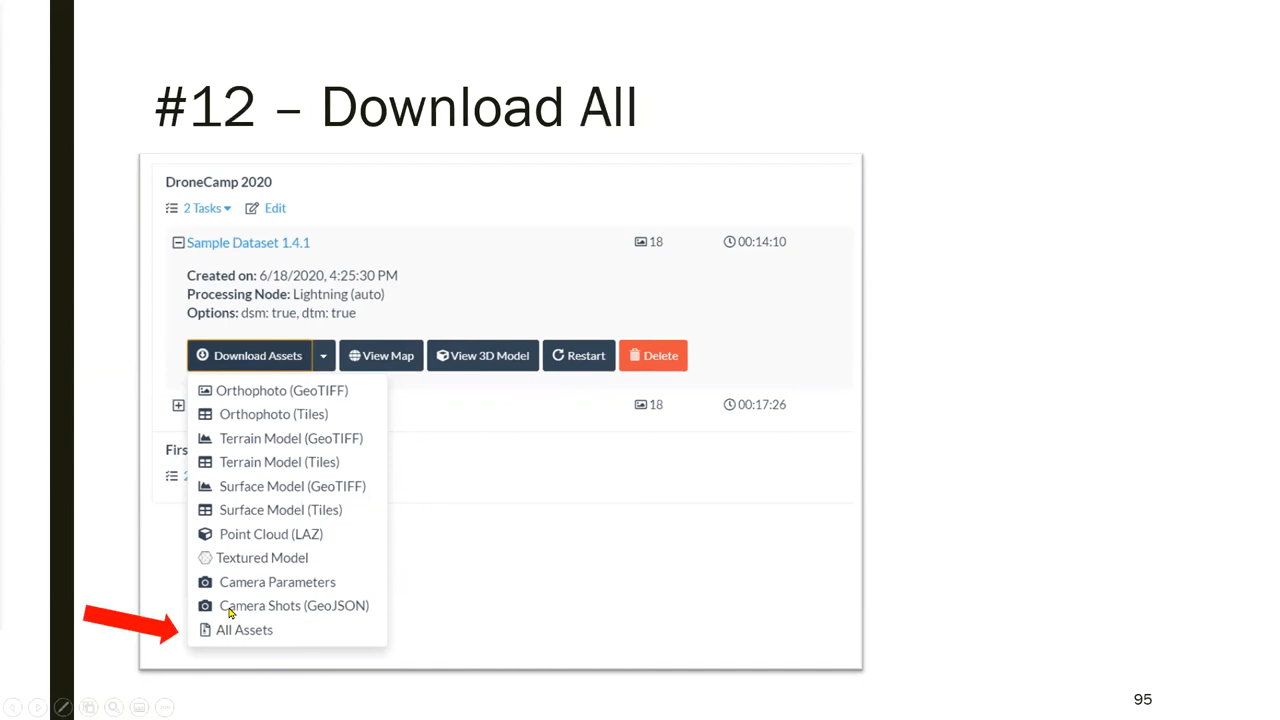 #12 – Download All
DroneCamp 2020
2 Tasks Edit
Sample Dataset 1.4.1 18 00:14:10
Created on: 6/18/2020, 4:25:30 PM
Processing Node: Lightning (auto)
Options: dsm: true, dtm: true
Download Assets View Map View 3D Model Restart Delete
Orthophoto (GeoTIFF)
18 00:17:26
Orthophoto (Tiles)
Terrain Model (GeoTIFF)
Firs
Terrain Model (Tiles)
2
Surface Model (GeoTIFF)
Surface Model (Tiles)
Point Cloud (LAZ)
Textured Model
Camera Parameters
Camera Shots (GeoJSON)
All Assets
95